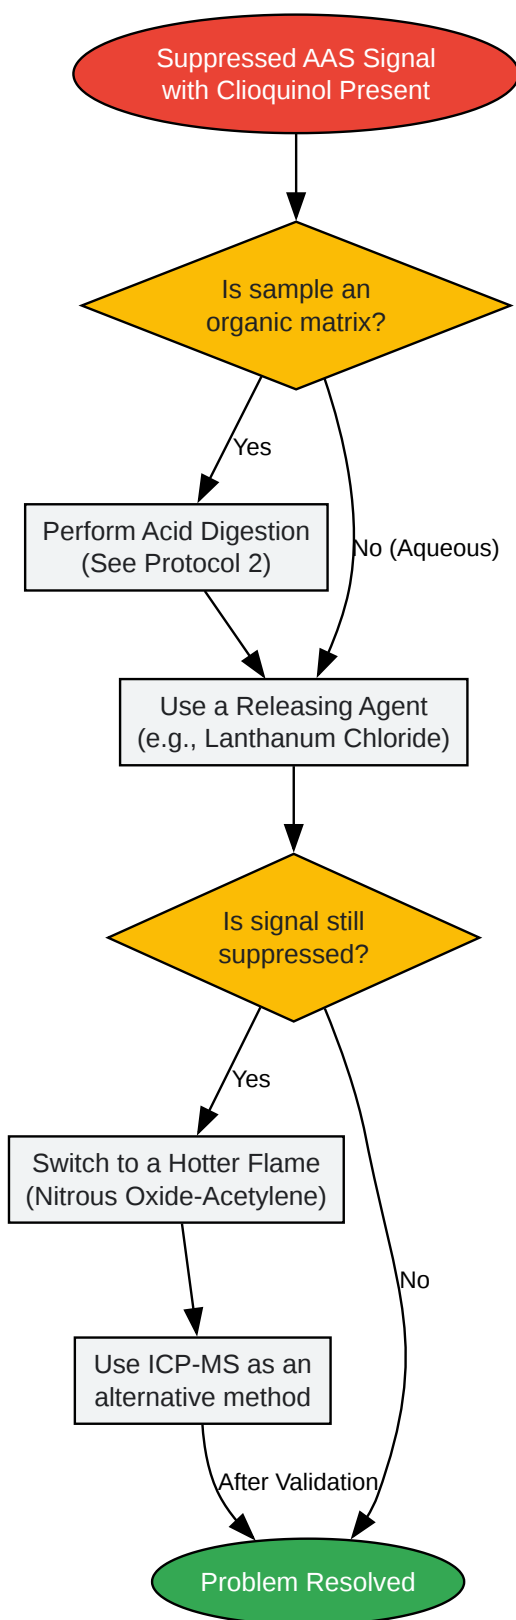 Suppressed AAS Signal
with Clioquinol Present
Is sample an
organic matrix?
Yes
Perform Acid Digestion
(See Protocol 2)
No (Aqueous)
Use a Releasing Agent
(e.g., Lanthanum Chloride)
Is signal still
suppressed?
Yes
Switch to a Hotter Flame
(Nitrous Oxide-Acetylene)
No
Use ICP-MS as an
alternative method
After Validation
Problem Resolved